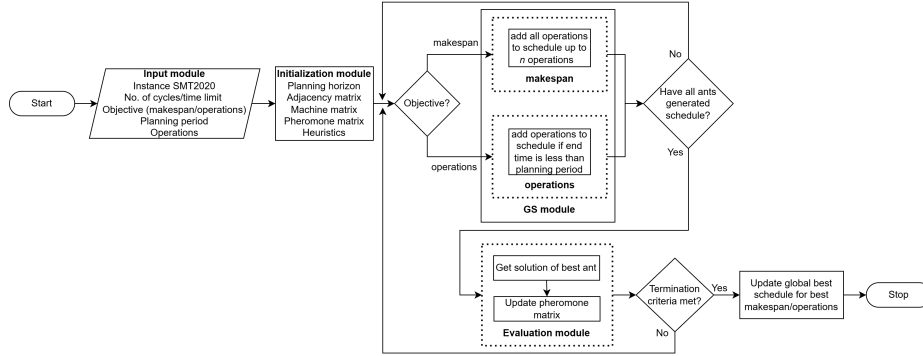 Start
Input module
Instance SMT2020
No. of cycles/time limit
Objective (makespan/operations)
Planning period
Operations
Initialization module
Planning horizon
Adjacency matrix
Machine matrix
Pheromone matrix
Heuristics
Objective?
makespan
operations
add all operations
to schedule up to
n operations
makespan
add operations to
schedule if end
time is less than
planning period
operations
GS module
No
Have all ants
generated
schedule?
Yes
Get solution of best ant
Update pheromone
matrix
Evaluation module
Termination
criteria met?
Yes
No
Update global best
schedule for best
makespan/operations
Stop